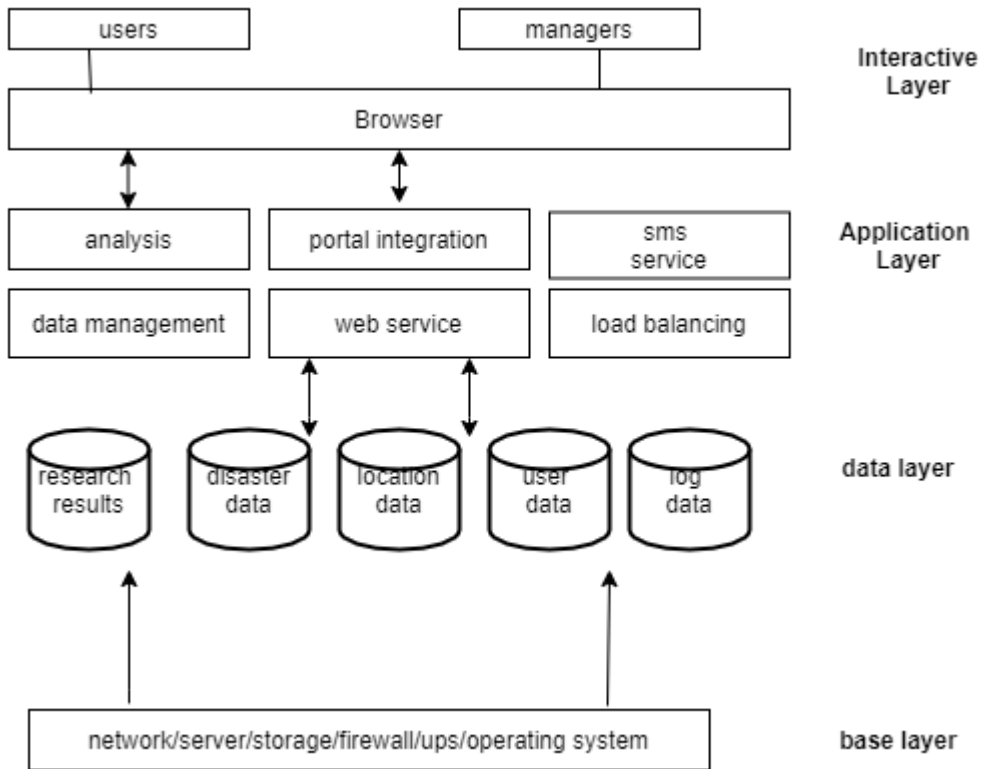 users
managers
Interactive
Layer
Browser
analysis
portal integration
sms
service
Application
Layer
data management
web service
load balancing
research
results
disaster
data
location
data
user
data
log
data
data layer
network/server/storage/firewall/ups/operating system
base layer